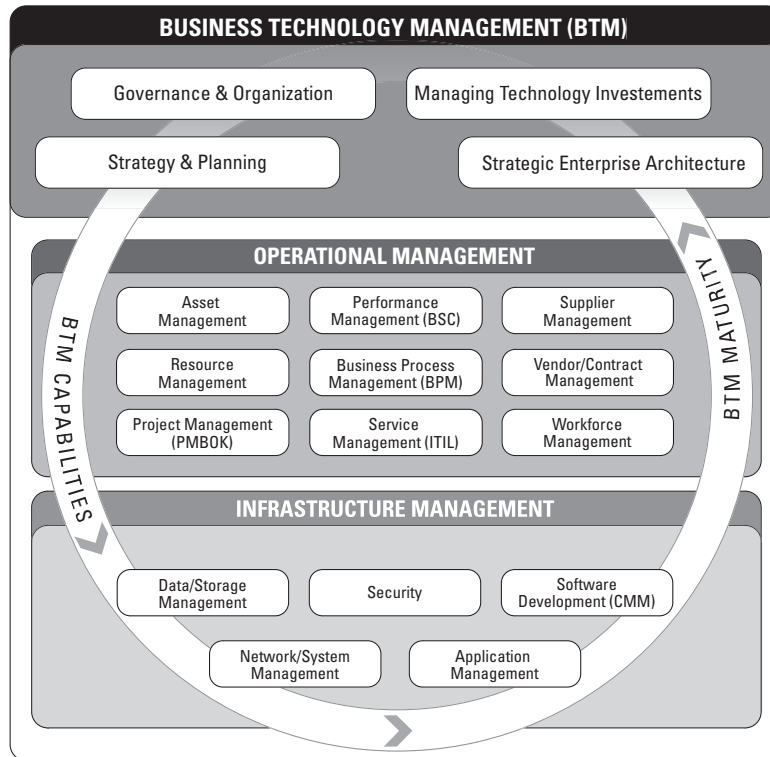 BUSINESS TECHNOLOGY MANAGEMENT (BTM)
Governance & Organization
Managing Technology Investements
Strategy & Planning
Strategic Enterprise Architecture
OPERATIONAL MANAGEMENT
Asset
Management
Performance
Management (BSC)
Supplier
Management
Resource
Management
Business Process
Management (BPM)
Vendor/Contract
Management
Project Management
(PMBOK)
Service
Management (ITIL)
Workforce
Management
BTM CAPABILITIES
BTM MATURITY
INFRASTRUCTURE MANAGEMENT
Data/Storage
Management
Security
Software
Development (CMM)
Network/System
Management
Application
Management